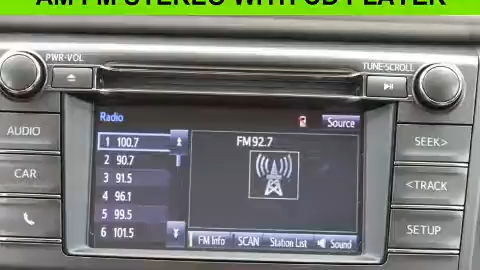 AM FM STEREO WITH CD PLAYER
PWR-VOL
TUNE-SCROLL
Radio
Source
AUDIO
1 100.7
FM 92.7
SEEK>
2 90.7
CAR
3 91.5
<TRACK
4 96.1
5 99.5
SETUP
6 101.5
FM Info SCAN Station List Sound